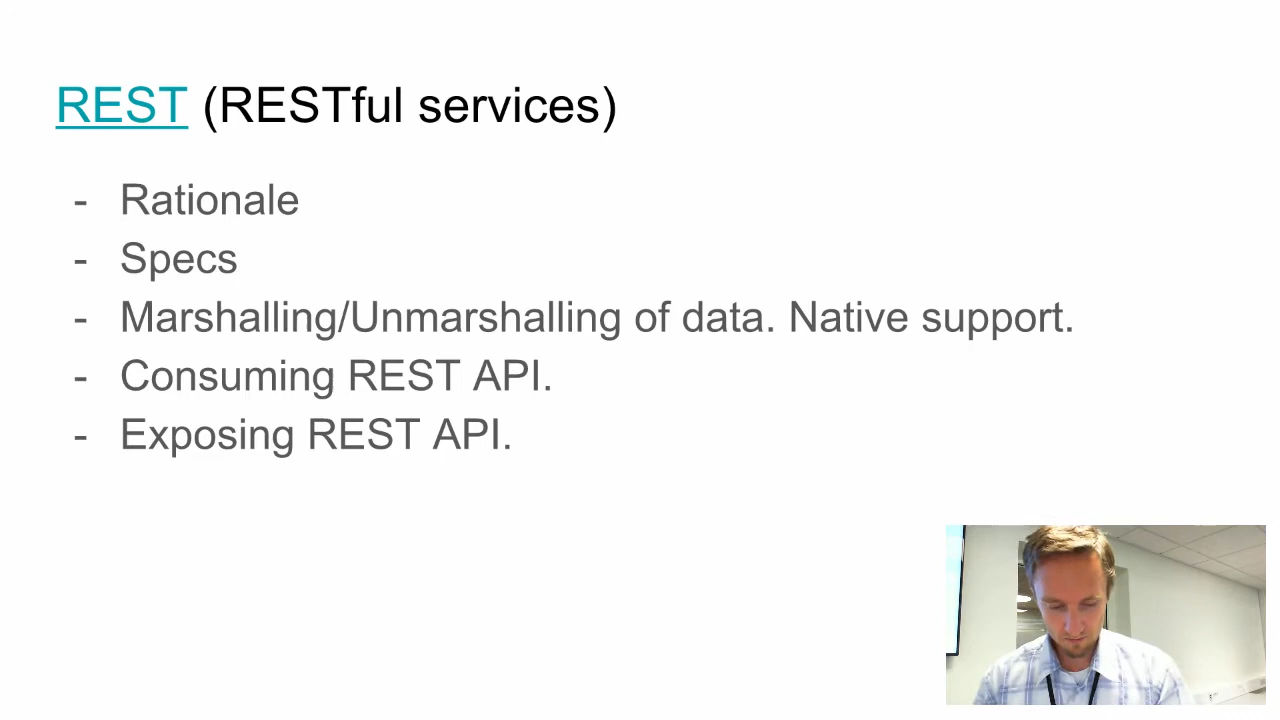 REST (RESTful services)
- Rationale
- Specs
- Marshalling/Unmarshalling of data. Native support.
- Consuming REST API.
- Exposing REST API.